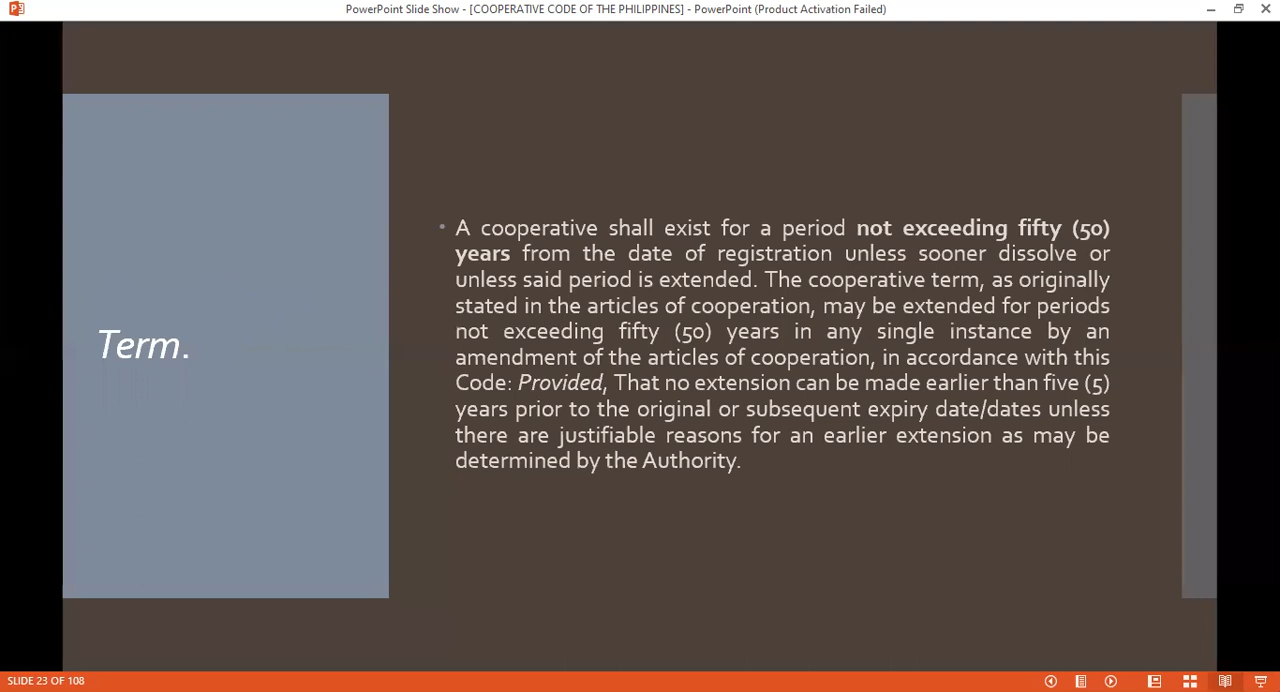 PowerPoint Slide Show - [COOPERATIVE CODE OF THE PHILIPPINES] - PowerPoint (Product Activation Failed)
Term.
• A cooperative shall exist for a period not exceeding fifty (50)
years from the date of registration unless sooner dissolve or
unless said period is extended. The cooperative term, as originally
stated in the articles of cooperation, may be extended for periods
not exceeding fifty (50) years in any single instance by an
amendment of the articles of cooperation, in accordance with this
Code: Provided, That no extension can be made earlier than five (5)
years prior to the original or subsequent expiry date/dates unless
there are justifiable reasons for an earlier extension as may be
determined by the Authority.
SLIDE 23 OF 108